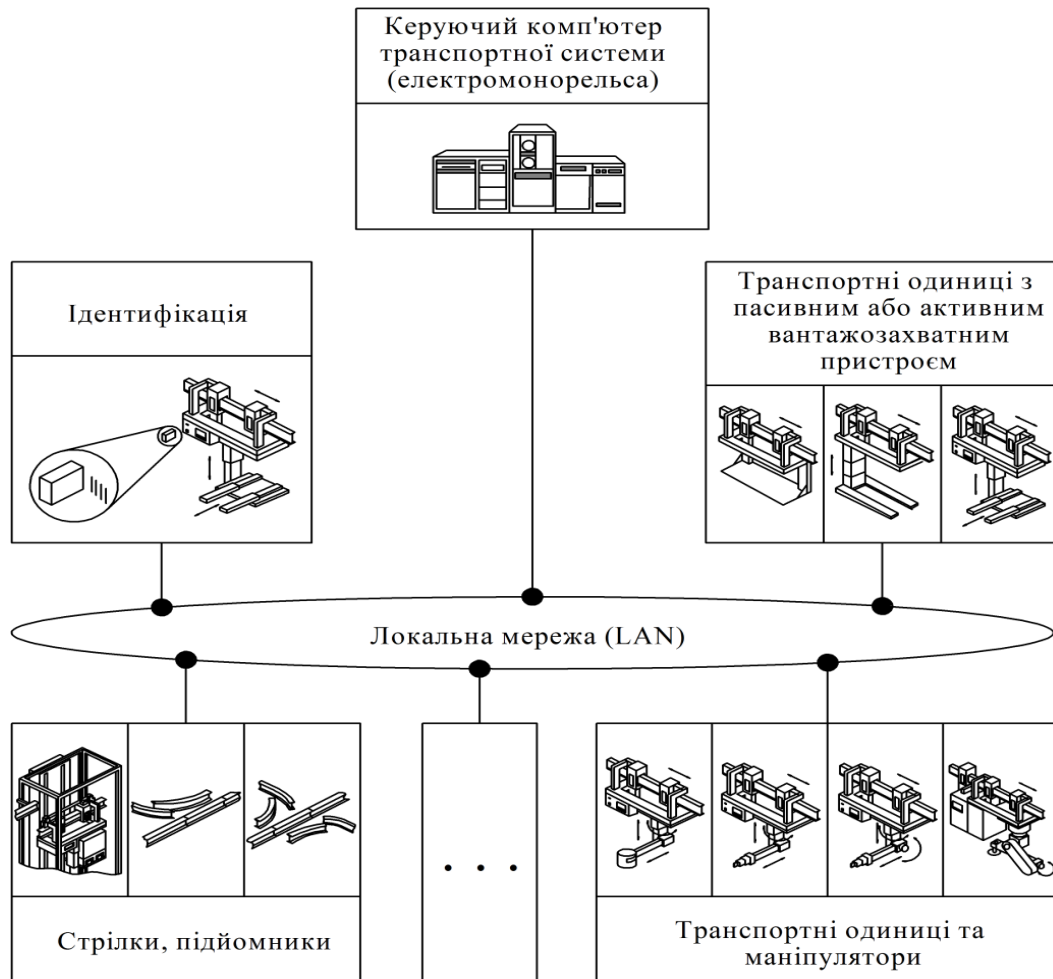 Керуючий комп'ютер
транспортної системи
(електромонорельса)
Ідентифікація
Транспортні одиниці з
пасивним або активним
вантажозахватним
пристроєм
Локальна мережа (LAN)
. . .
Стрілки, підйомники
Транспортні одиниці та
маніпулятори